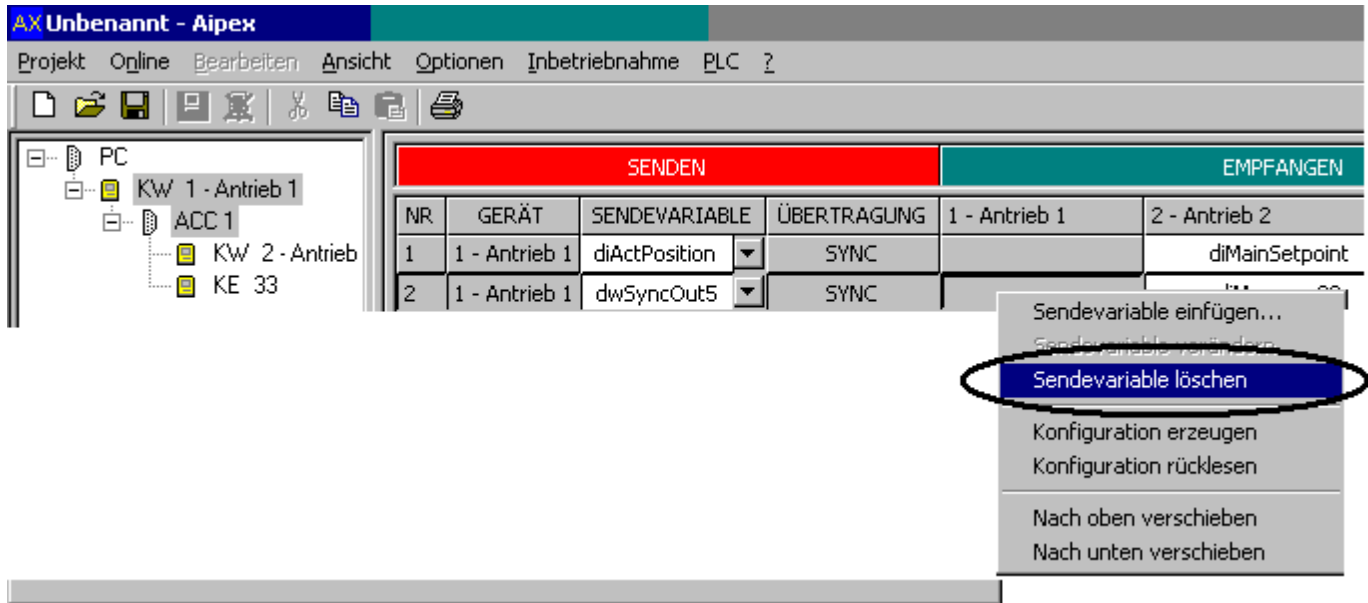 AX Unbenannt - Aipex
Projekt Online Bearbeiten Ansicht Optionen Inbetriebnahme PLC ?
PC
KW 1 - Antrieb 1
ACC 1
KW 2 - Antrieb
KE 33
SENDEN EMPFANGEN
NR GERÄT SENDEVARIABLE ÜBERTRAGUNG 1 - Antrieb 1 2 - Antrieb 2
1 1 - Antrieb 1 diActPosition SYNC diMainSetpoint
2 1 - Antrieb 1 dwSyncOut5 SYNC
Sendevariable einfügen...
Sendevariable verändern...
Sendevariable löschen
Konfiguration erzeugen
Konfiguration rücklesen
Nach oben verschieben
Nach unten verschieben